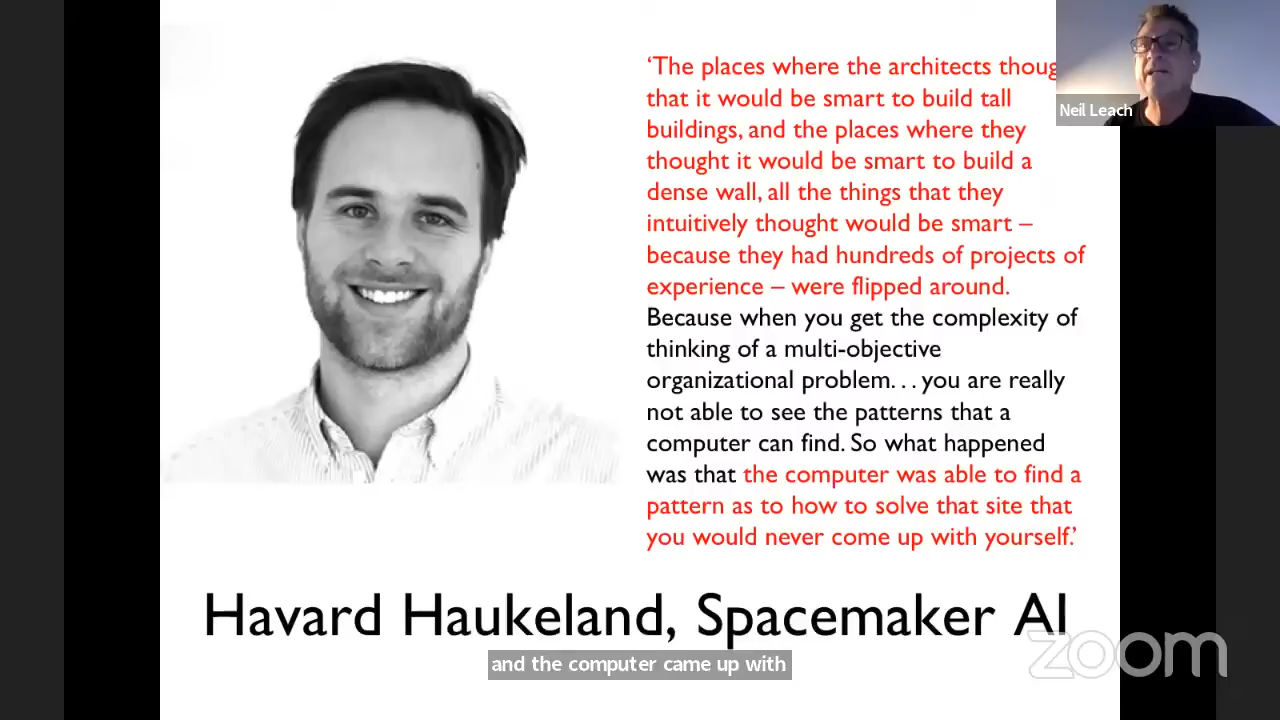 ‘The places where the architects thoug
that it would be smart to build tall
buildings, and the places where they
thought it would be smart to build a
dense wall, all the things that they
intuitively thought would be smart –
because they had hundreds of projects of
experience – were flipped around.
Because when you get the complexity of
thinking of a multi-objective
organizational problem. . . you are really
not able to see the patterns that a
computer can find. So what happened
was that the computer was able to find a
pattern as to how to solve that site that
you would never come up with yourself.’
Neil Leach
Havard Haukeland, Spacemaker AI
and the computer came up with
zoom